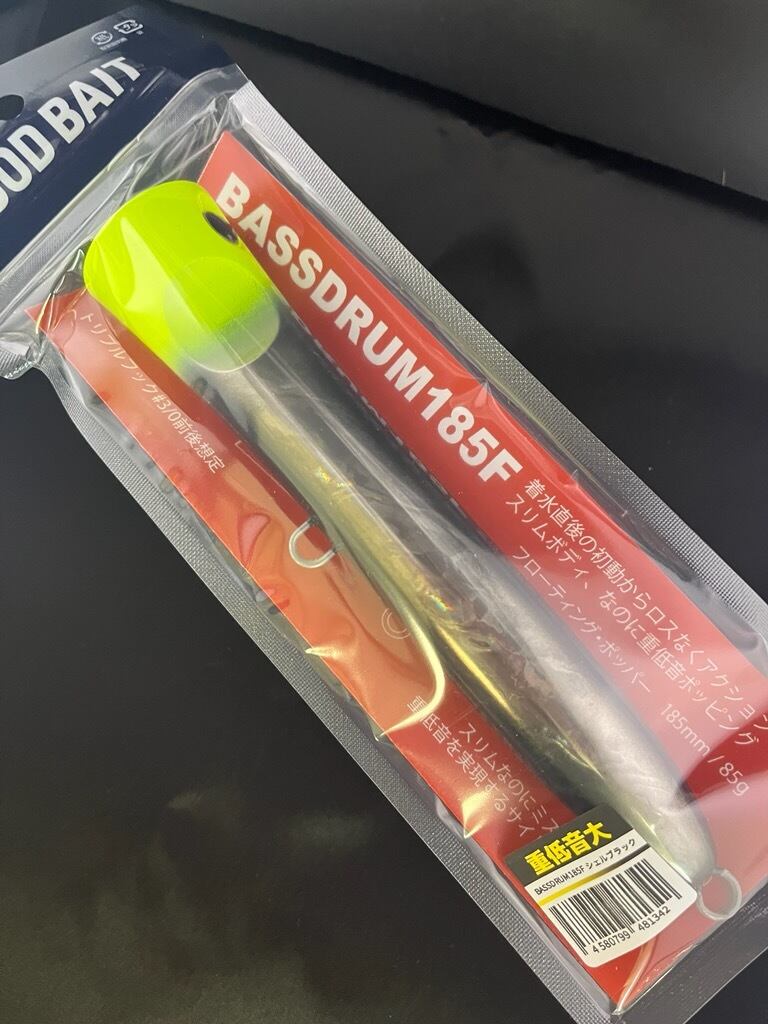 OOD BAIT
BASSDRUM185F
着水直後の初動からロスなくアクション
スリムボディ、なのに重低音ポッピング
フローティング・ポッパー 185mm / 85g
トリプルフック#3/0前後想定
スリムなのにミス
重低音を実現するサイ
重低音大
BASSDRUM185F シェルブラック
4 580799 481342